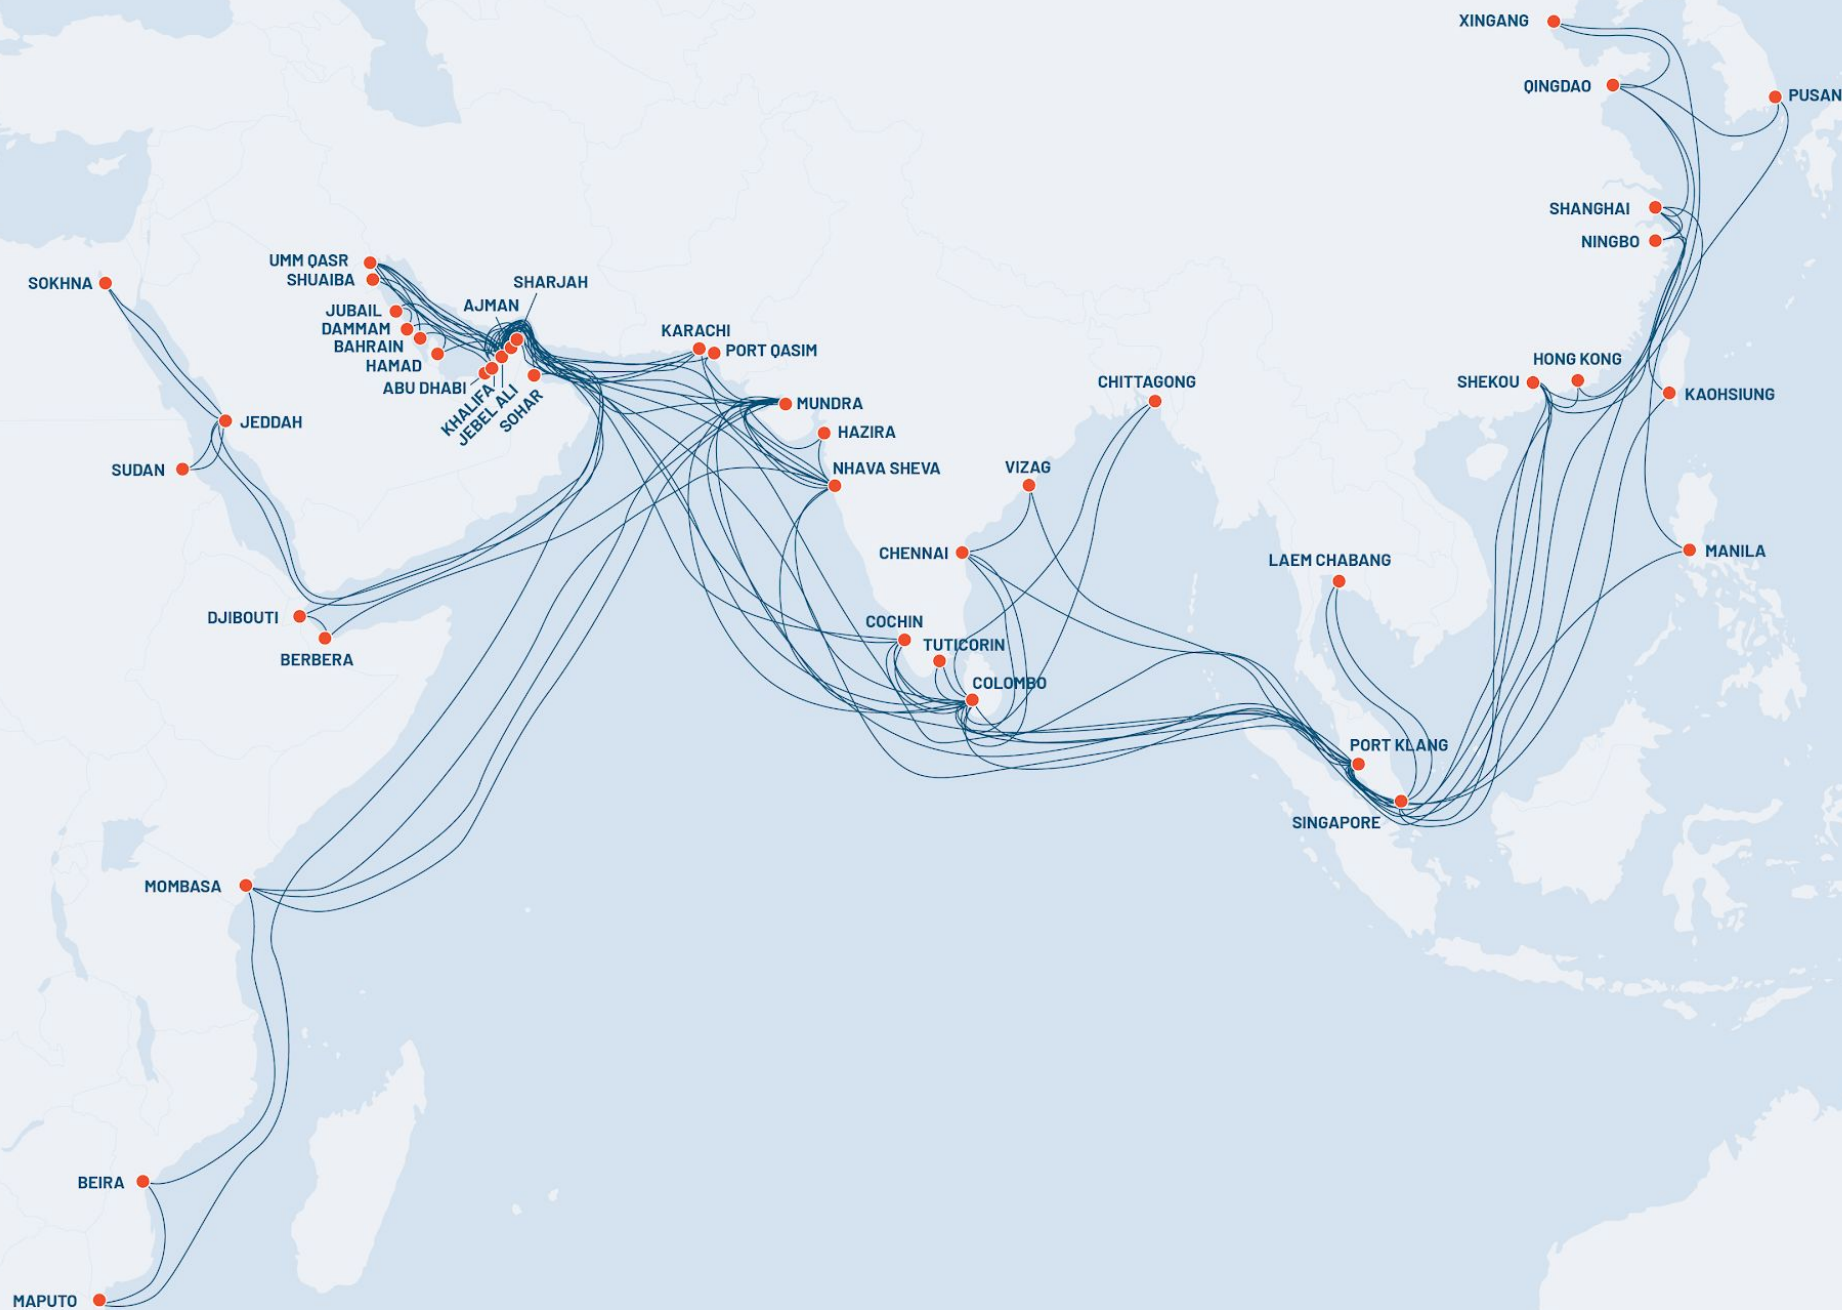 XINGANG
QINGDAO
PUSAN
SHANGHAI
NINGBO
UMM QASR
SOKHNA
SHUAIBA
SHARJAH
AJMAN
JUBAIL
DAMMAM
BAHRAIN
HAMAD
ABU DHABI
KHALIFA
JEBEL ALI
SOHAR
KARACHI
PORT QASIM
HONG KONG
SHEKOU
CHITTAGONG
KAOHSIUNG
MUNDRA
JEDDAH
HAZIRA
SUDAN
NHAVA SHEVA
VIZAG
CHENNAI
MANILA
LAEM CHABANG
DJIBOUTI
COCHIN
TUTICORIN
BERBERA
COLOMBO
PORT KLANG
SINGAPORE
MOMBASA
BEIRA
MAPUTO